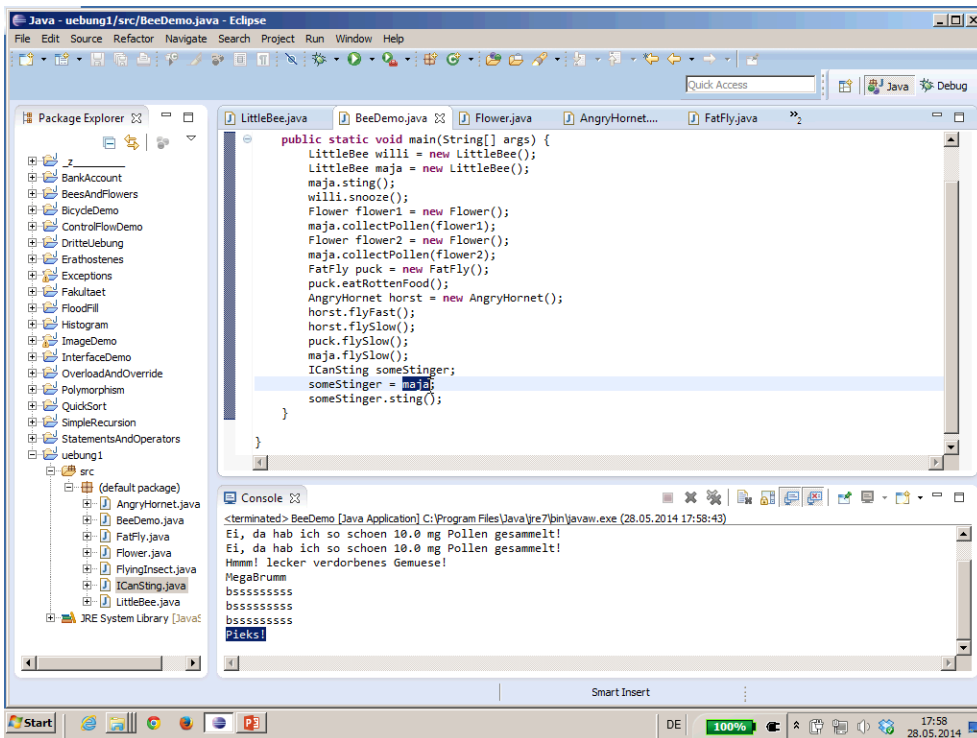 Java - uebung1/src/BeeDemo.java - Eclipse
File Edit Source Refactor Navigate Search Project Run Window Help
Quick Access
Java
Debug
Package Explorer
_z_________
BankAccount
BeesAndFlowers
BicycleDemo
ControlFlowDemo
DritteUebung
Erathostenes
Exceptions
Fakultaet
FloodFill
Histogram
ImageDemo
InterfaceDemo
OverloadAndOverride
Polymorphism
QuickSort
SimpleRecursion
StatementsAndOperators
uebung1
src
(default package)
AngryHornet.java
BeeDemo.java
FatFly.java
Flower.java
FlyingInsect.java
ICanSting.java
LittleBee.java
JRE System Library [JavaS
LittleBee.java
BeeDemo.java
Flower.java
AngryHornet....
FatFly.java
»2
public static void main(String[] args) {
LittleBee willi = new LittleBee();
LittleBee maja = new LittleBee();
maja.sting();
willi.snooze();
Flower flower1 = new Flower();
maja.collectPollen(flower1);
Flower flower2 = new Flower();
maja.collectPollen(flower2);
FatFly puck = new FatFly();
puck.eatRottenFood();
AngryHornet horst = new AngryHornet();
horst.flyFast();
horst.flySlow();
puck.flySlow();
maja.flySlow();
ICanSting someStinger;
someStinger = maja;
someStinger.sting();
}
}
Console
<terminated> BeeDemo [Java Application] C:\Program Files\Java\jre7\bin\javaw.exe (28.05.2014 17:58:43)
Ei, da hab ich so schoen 10.0 mg Pollen gesammelt!
Ei, da hab ich so schoen 10.0 mg Pollen gesammelt!
Hmmm! lecker verdorbenes Gemuese!
MegaBrumm
bsssssssss
bsssssssss
bsssssssss
Pieks!
Smart Insert
Start
DE
100%
17:58
28.05.2014